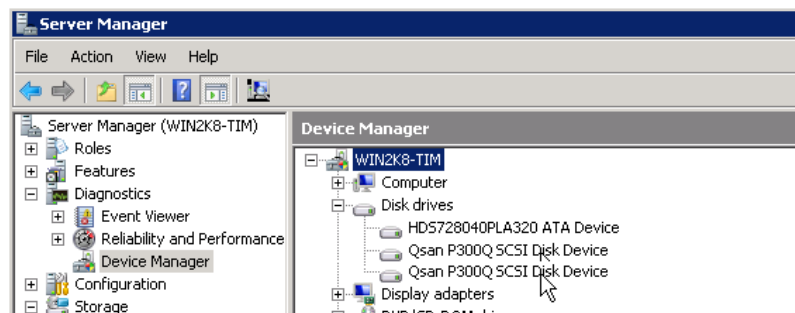 Server Manager
File Action View Help
Server Manager (WIN2K8-TIM)
Roles
Features
Diagnostics
Event Viewer
Reliability and Performance
Device Manager
Configuration
Storage
Device Manager
WIN2K8-TIM
Computer
Disk drives
HDS728040PLA320 ATA Device
Qsan P300Q SCSI Disk Device
Qsan P300Q SCSI Disk Device
Display adapters